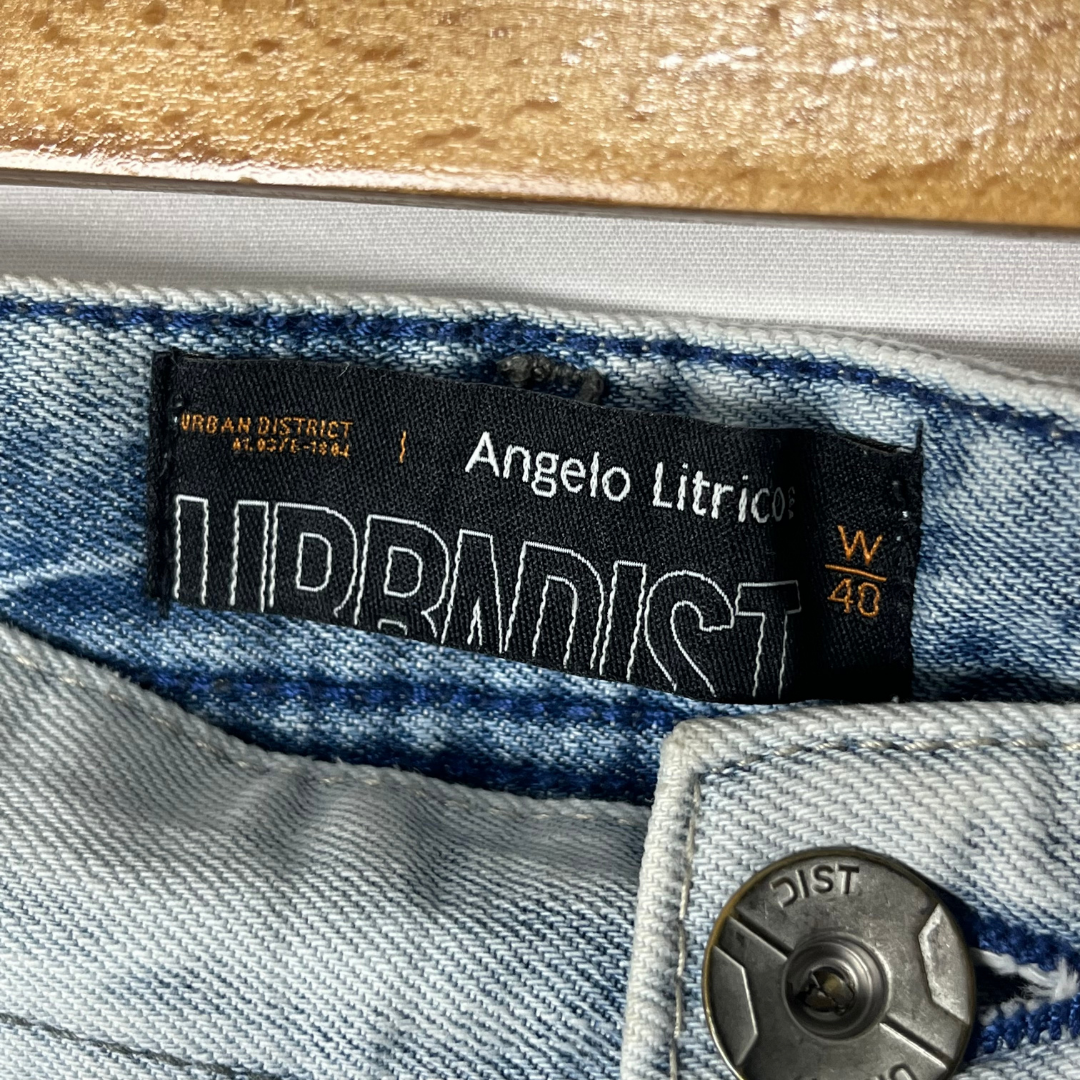 URBAN DISTRICT
Angelo Litrico
URBADIST
W
40
DIST